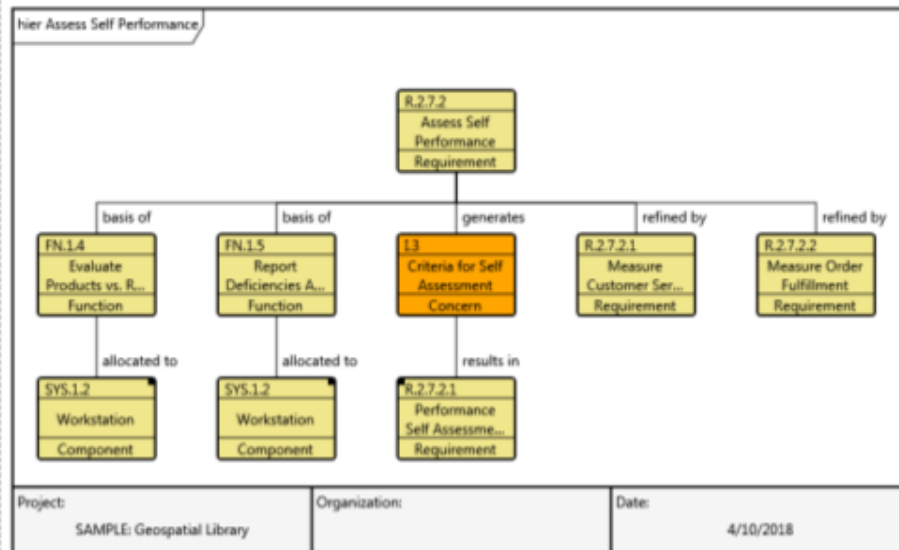 hier Assess Self Performance
R.2.7.2
Assess Self
Performance
Requirement
basis of
basis of
generates
refined by
refined by
FN.1.4
Evaluate
Products vs. R...
Function
FN.1.5
Report
Deficiencies A...
Function
I.3
Criteria for Self
Assessment
Concern
R.2.7.2.1
Measure
Customer Ser...
Requirement
R.2.7.2.2
Measure Order
Fulfillment
Requirement
allocated to
allocated to
results in
SYS.1.2
Workstation
Component
SYS.1.2
Workstation
Component
R.2.7.2.1
Performance
Self Assessme...
Requirement
Project:
SAMPLE: Geospatial Library
Organization:
Date:
4/10/2018